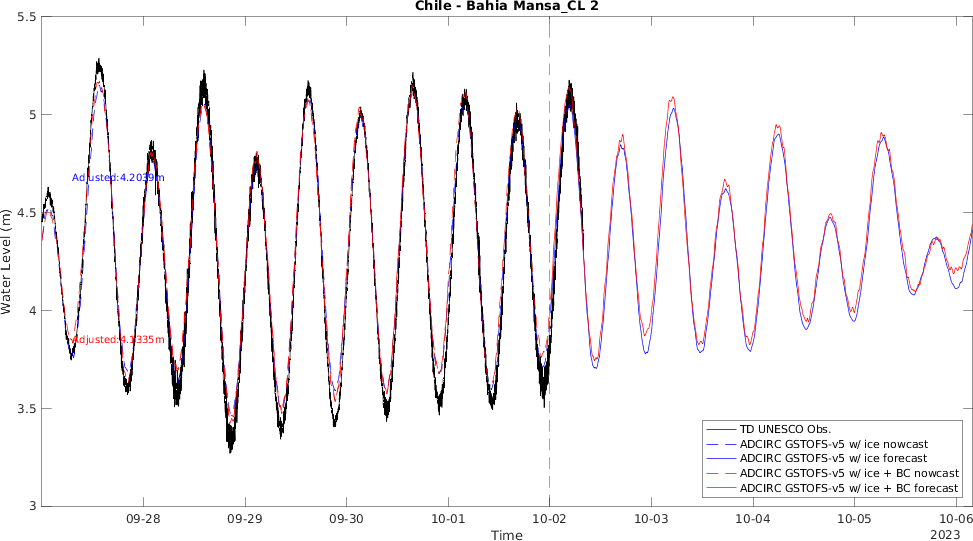 Chile - Bahia Mansa_CL 2
5.5
5
4.5
4
3.5
3
Water Level (m)
Adjusted:4.2039m
Adjusted:4.1335m
TD UNESCO Obs.
ADCIRC GSTOFS-v5 w/ ice nowcast
ADCIRC GSTOFS-v5 w/ ice forecast
ADCIRC GSTOFS-v5 w/ ice + BC nowcast
ADCIRC GSTOFS-v5 w/ ice + BC forecast
09-28 09-29 09-30 10-01 10-02 10-03 10-04 10-05 10-06
Time
2023